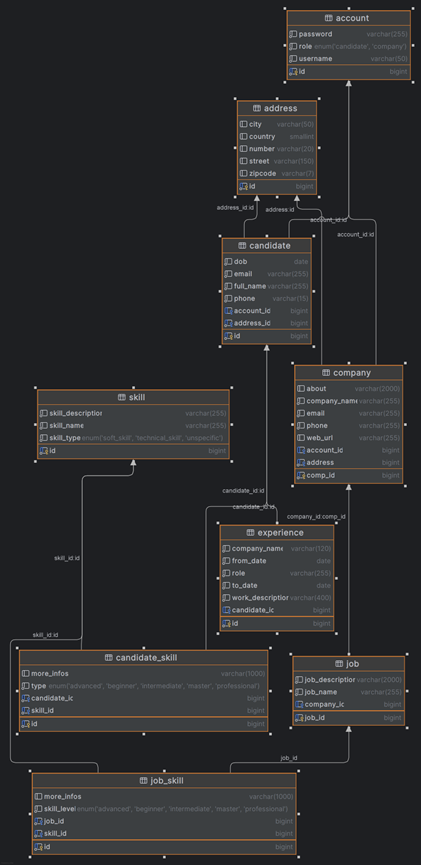 account
password varchar(255)
role enum('candidate', 'company')
username varchar(50)
id bigint
address
city varchar(50)
country smallint
number varchar(20)
street varchar(150)
zipcode varchar(7)
id bigint
address_id:id
address:id
account_id:id
account_id:id
candidate
dob date
email varchar(255)
full_name varchar(255)
phone varchar(15)
account_id bigint
address_id bigint
id bigint
company
about varchar(2000)
company_name varchar(255)
email varchar(255)
phone varchar(255)
web_url varchar(255)
account_id bigint
address bigint
comp_id bigint
skill
skill_description varchar(255)
skill_name varchar(255)
skill_type enum('soft_skill', 'technical_skill', 'unspecific')
id bigint
candidate_id:id
candidate_id:id
company_id:comp_id
experience
company_name varchar(120)
from_date date
role varchar(255)
to_date date
work_description varchar(400)
candidate_id bigint
id bigint
skill_id:id
skill_id:id
candidate_skill
more_infos varchar(1000)
type enum('advanced', 'beginner', 'intermediate', 'master', 'professional')
candidate_id bigint
skill_id bigint
id bigint
job
job_description varchar(2000)
job_name varchar(255)
company_id bigint
job_id bigint
job_id
job_skill
more_infos varchar(1000)
skill_level enum('advanced', 'beginner', 'intermediate', 'master', 'professional')
job_id bigint
skill_id bigint
id bigint